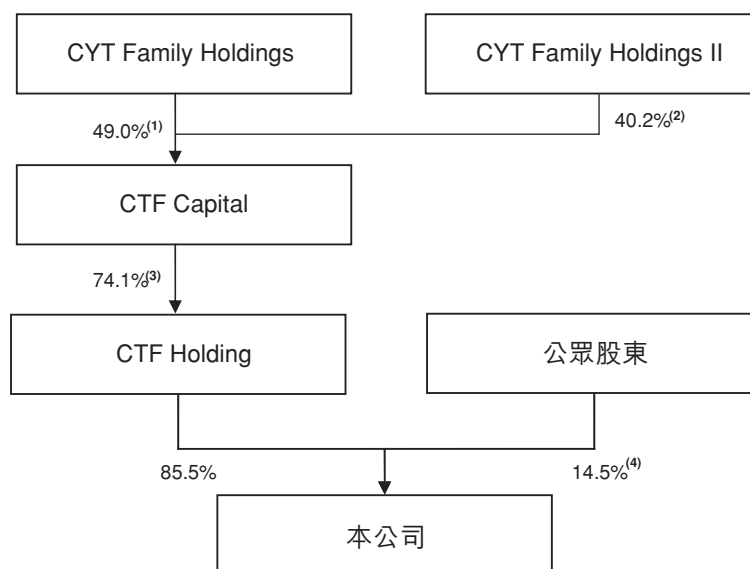 CYT Family Holdings
CYT Family Holdings II
49.0%(1)
40.2%(2)
CTF Capital
74.1%(3)
CTF Holding
公眾股東
85.5%
14.5%(4)
本公司